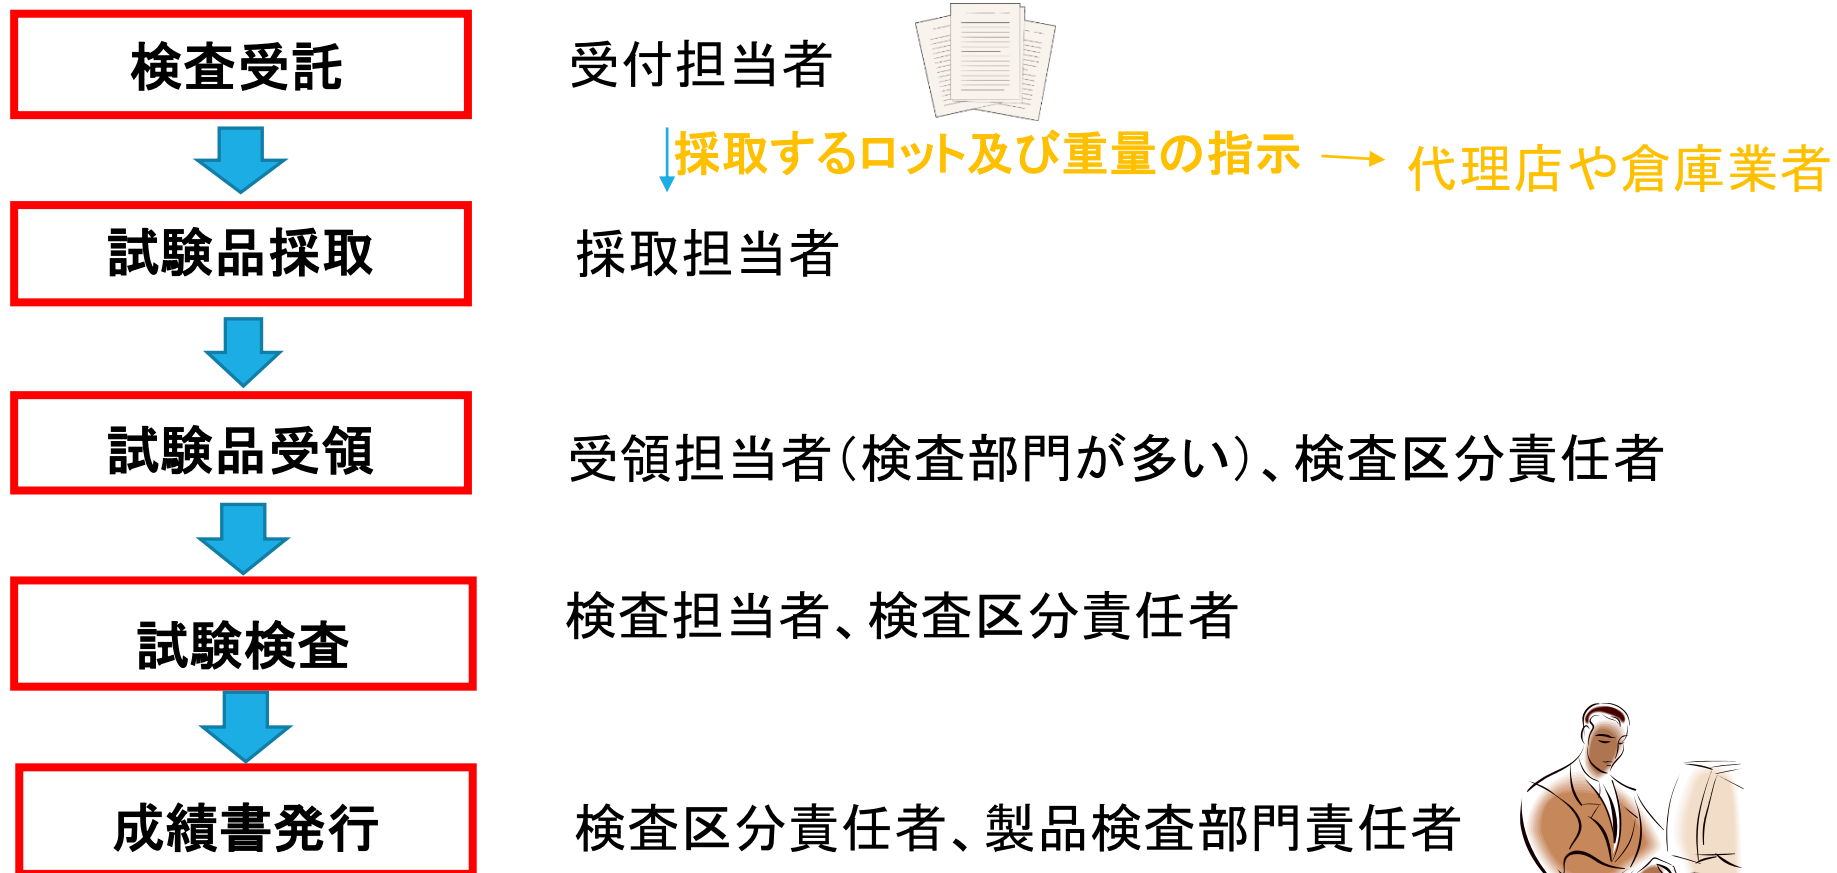 検査受託
受付担当者
採取するロット及び重量の指示
代理店や倉庫業者
試験品採取
採取担当者
試験品受領
受領担当者（検査部門が多い）、検査区分責任者
試験検査
検査担当者、検査区分責任者
成績書発行
検査区分責任者、製品検査部門責任者